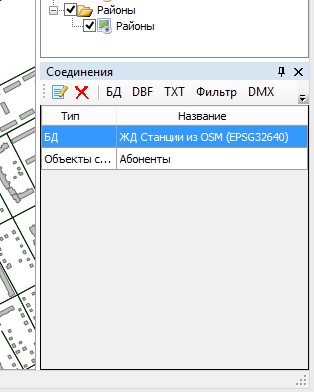 Районы
Районы
Соединения
БД DBF TXT Фильтр DMX
Тип Название
БД ЖД Станции из OSM (EPSG32640)
Объекты с... Абоненты